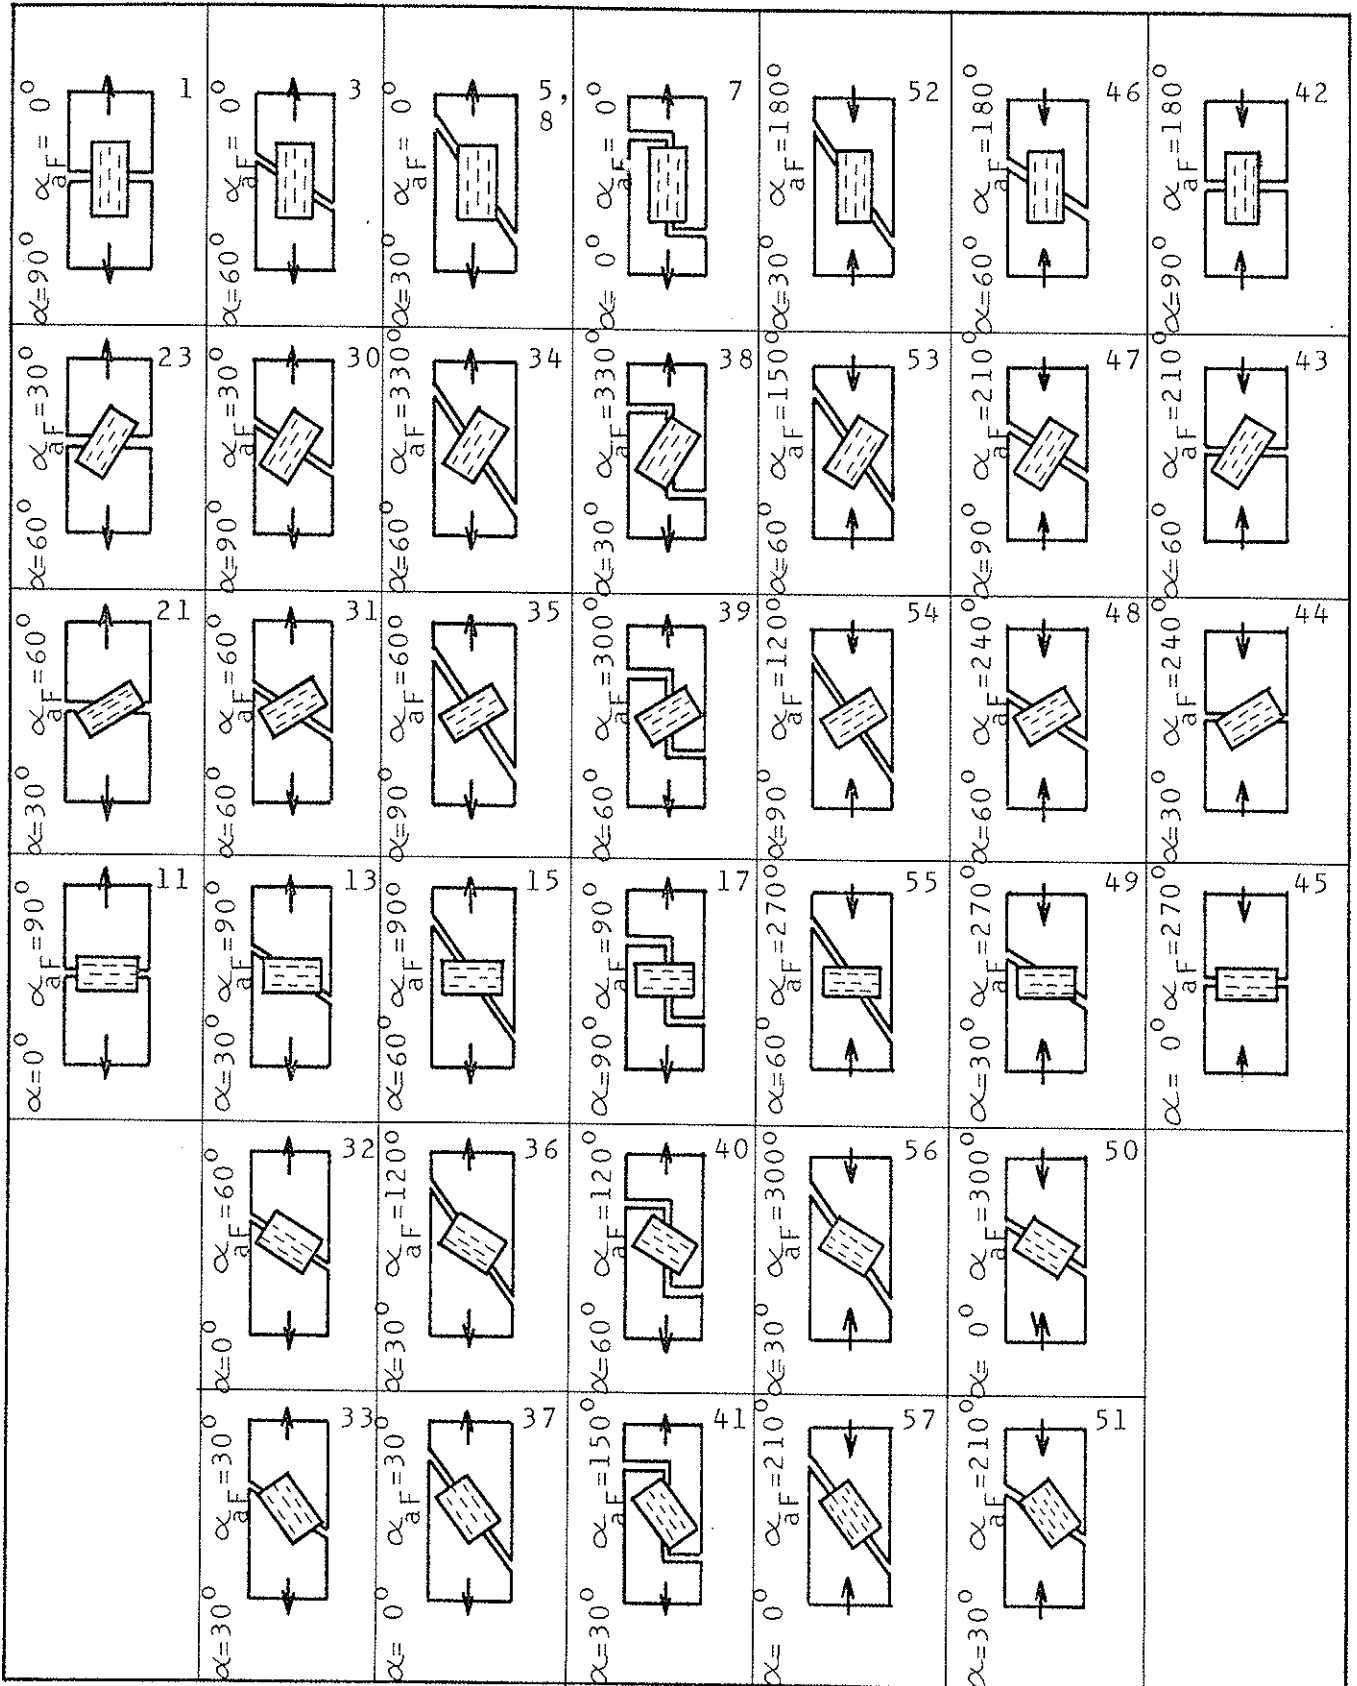 α=90° α_aF= 0° 1
α=60° α_aF= 0° 3
α=30° α_aF= 0° 5, 8
α= 0° α_aF= 0° 7
α=30° α_aF=180° 52
α=60° α_aF=180° 46
α=90° α_aF=180° 42
α=60° α_aF=30° 23
α=90° α_aF=30° 30
α=60° α_aF=330° 34
α=30° α_aF=330° 38
α=60° α_aF=150° 53
α=90° α_aF=210° 47
α=60° α_aF=210° 43
α=30° α_aF=60° 21
α=60° α_aF=60° 31
α=90° α_aF=60° 35
α=60° α_aF=300° 39
α=90° α_aF=120° 54
α=60° α_aF=240° 48
α=30° α_aF=240° 44
α=0° α_aF=90° 11
α=30° α_aF=90° 13
α=60° α_aF=90° 15
α=90° α_aF=90° 17
α=60° α_aF=270° 55
α=30° α_aF=270° 49
α= 0° α_aF=270° 45
α=0° α_aF=60° 32
α=30° α_aF=120° 36
α=60° α_aF=120° 40
α=30° α_aF=300° 56
α= 0° α_aF=300° 50
α=30° α_aF=30° 33
α= 0° α_aF=30° 37
α=30° α_aF=150° 41
α= 0° α_aF=210° 57
α=30° α_aF=210° 51